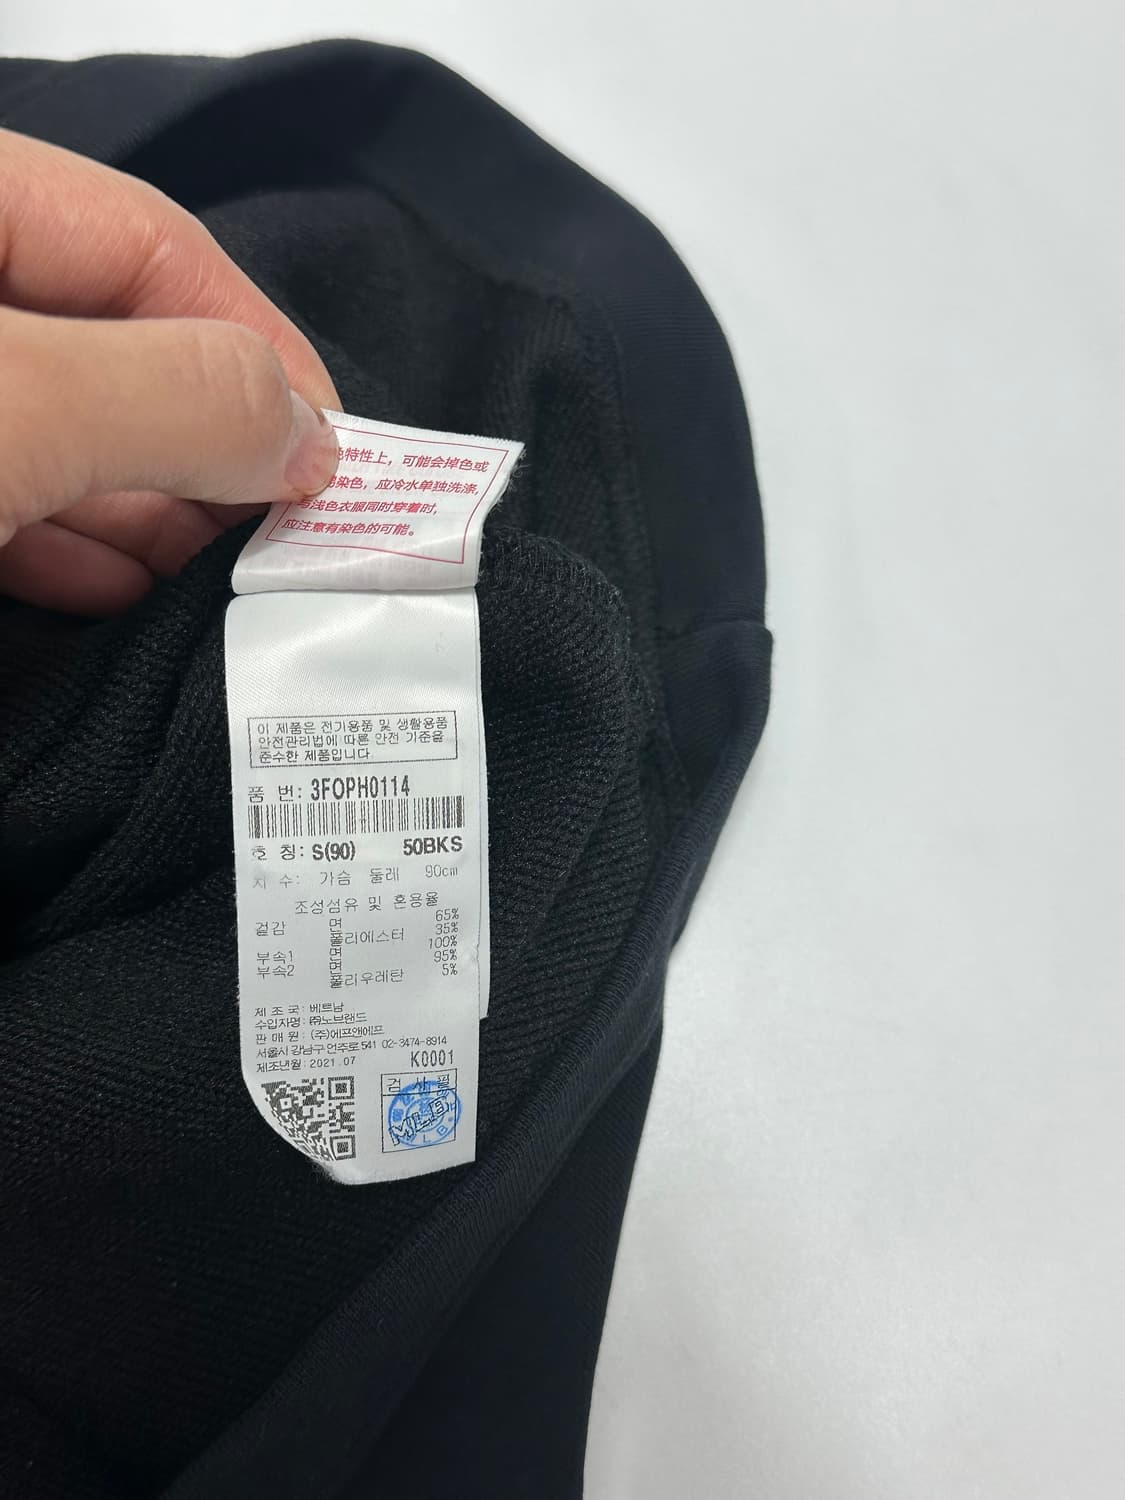 色特性上，可能会掉色或
易染色，应冷水单独洗涤,
与浅色衣服同时穿着时,
应注意有染色的可能。
이 제품은 전기용품 및 생활용품
안전관리법에 따른 안전 기준을
준수한 제품입니다
품 번: 3FOPH0114
호 칭: S(90) 50BKS
치 수: 가슴 둘레 90cm
조성섬유 및 혼용율
겉감 면 65%
폴리에스터 35%
부속1 면 100%
부속2 면 95%
폴리우레탄 5%
제 조 국: 베트남
수입자명: ㈜노브랜드
판 매 원: (주)에프앤에프
서울시 강남구 언주로 541 02-3474-8914
제조년월: 2021.07 K0001
검 사 필
MLB